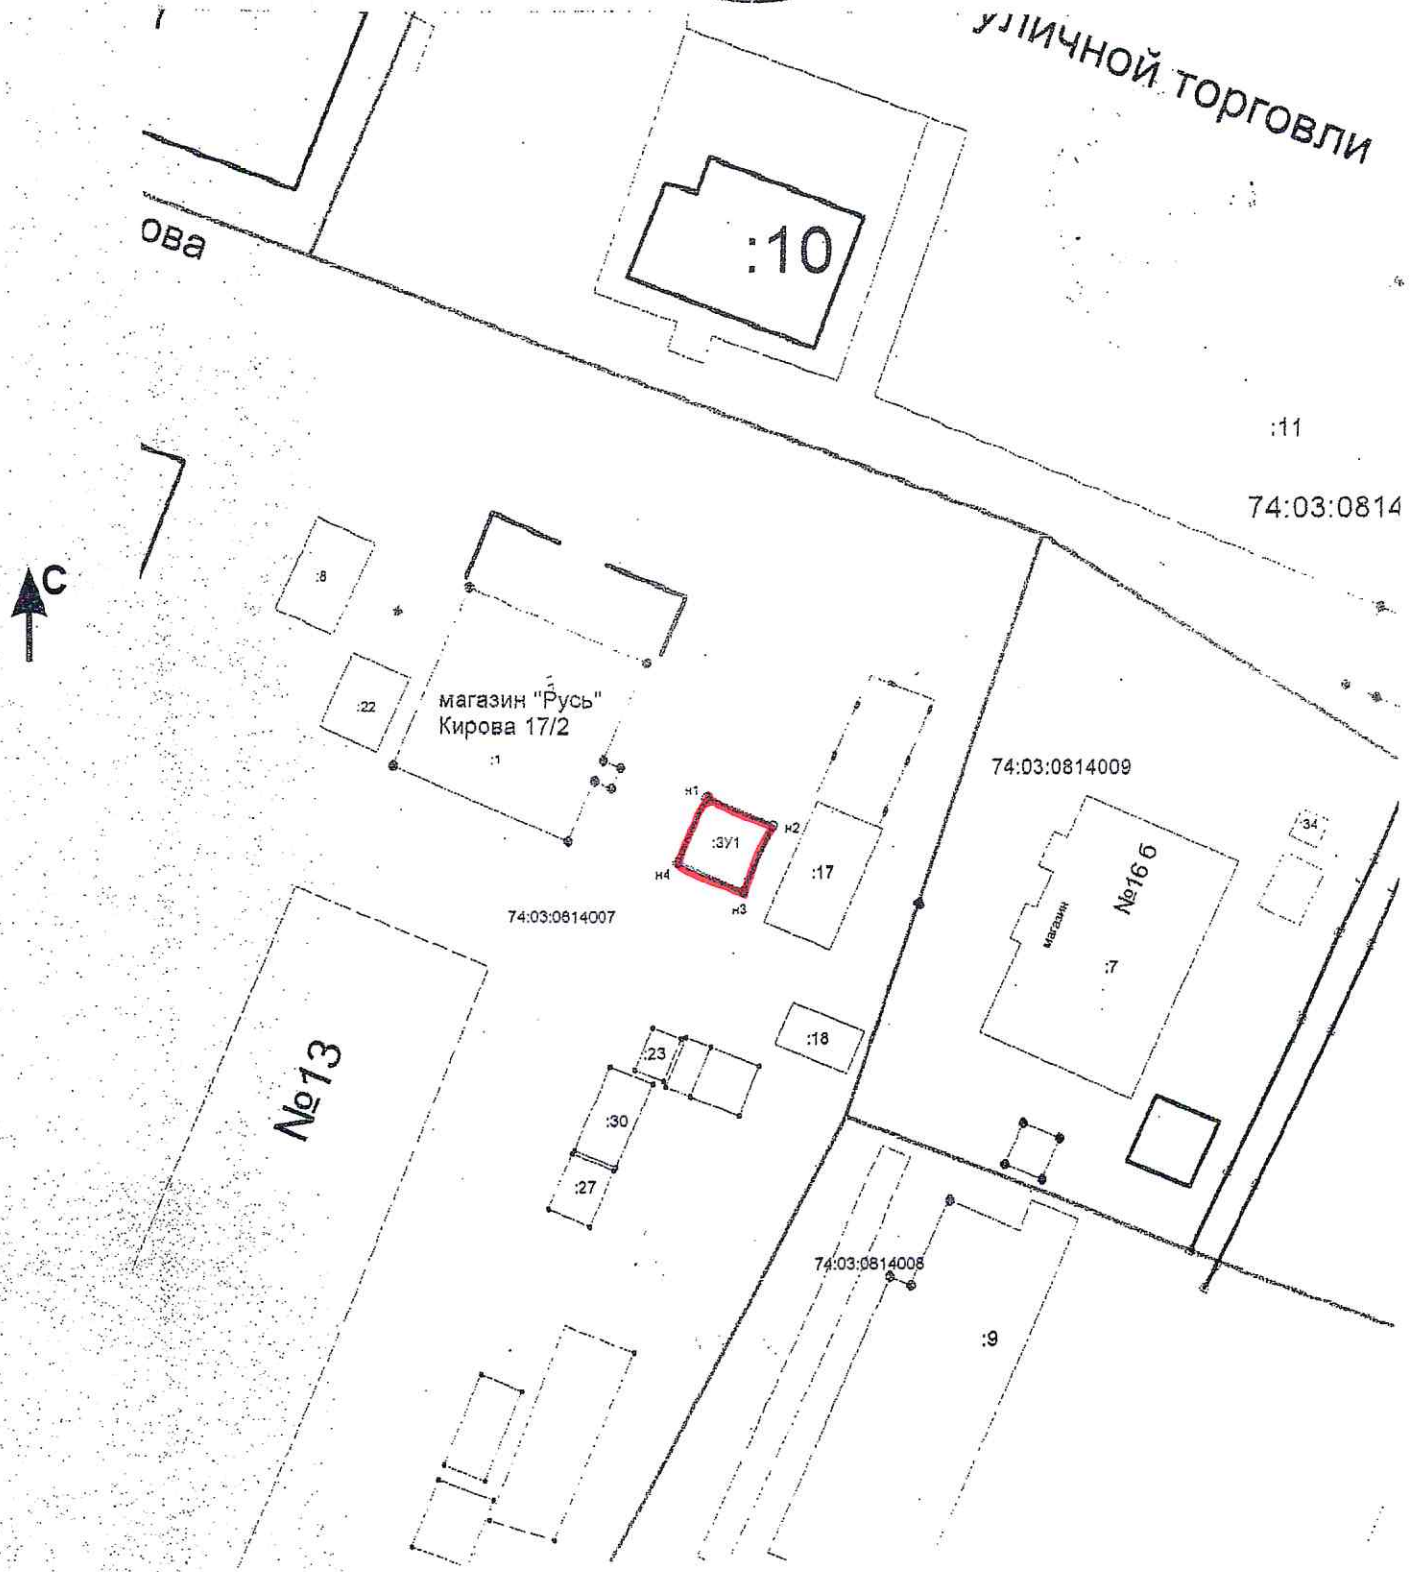 уличной торговли
ова
:10
:11
74:03:0814
С
:8
:22
магазин "Русь"
Кирова 17/2
:1
74:03:0814009
н1
н2
:ЗУ1
н4
н3
:17
:34
№16 б
магазин
:7
74:03:0814007
№13
:18
:23
:30
:27
74:03:0814008
:9